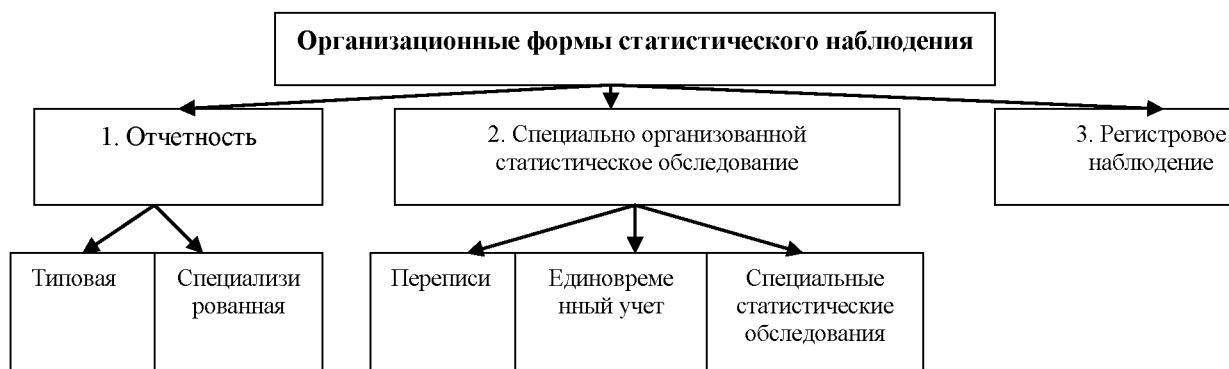 Организационные формы статистического наблюдения
1. Отчетность
2. Специально организованной
статистическое обследование
3. Регистровое
наблюдение
Типовая
Специализи
рованная
Переписи
Единовреме
нный учет
Специальные
статистические
обследования